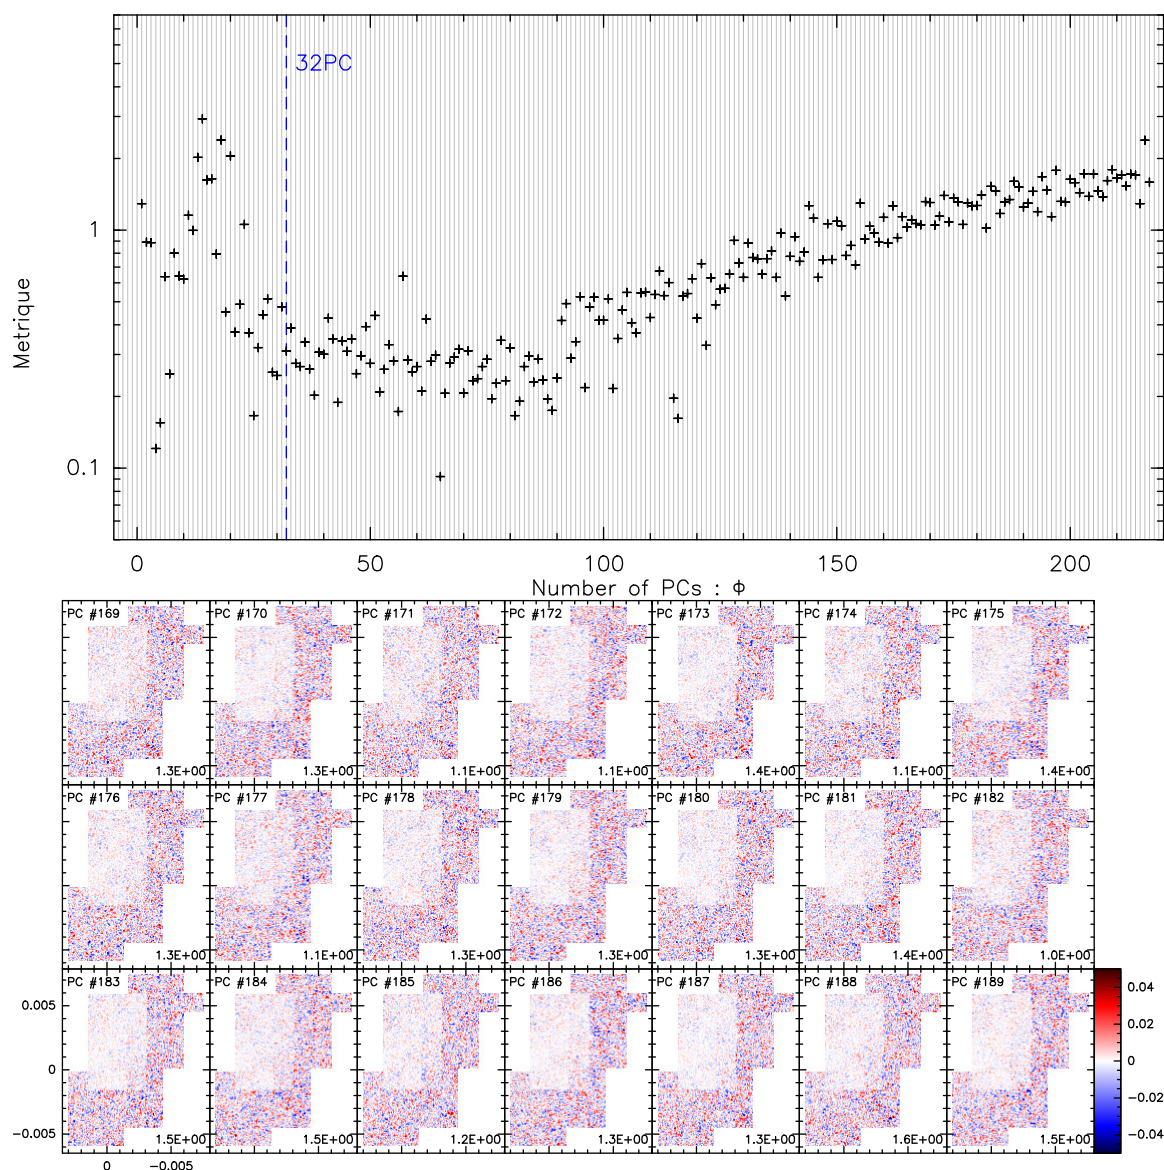 32PC
Metrique
1
0.1
0 50 100 150 200
Number of PCs : Φ
PC #169 PC #170 PC #171 PC #172 PC #173 PC #174 PC #175
1.3E+00 1.3E+00 1.1E+00 1.1E+00 1.4E+00 1.1E+00 1.4E+00
PC #176 PC #177 PC #178 PC #179 PC #180 PC #181 PC #182
1.3E+00 1.1E+00 1.3E+00 1.3E+00 1.3E+00 1.4E+00 1.0E+00
PC #183 PC #184 PC #185 PC #186 PC #187 PC #188 PC #189
0.005 0.04
0.02
0 0
−0.02
−0.005 −0.04
1.5E+00 1.5E+00 1.2E+00 1.3E+00 1.3E+00 1.6E+00 1.5E+00
0 −0.005